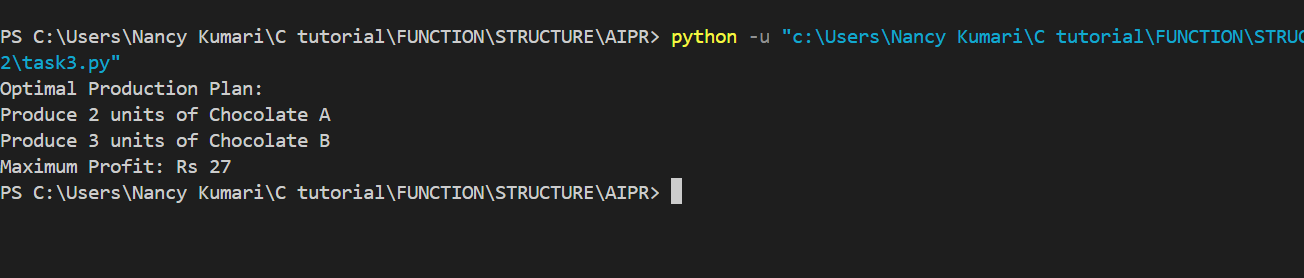 PS C:\Users\Nancy Kumari\C tutorial\FUNCTION\STRUCTURE\AIPR> python -u "c:\Users\Nancy Kumari\C tutorial\FUNCTION\STRUC
2\task3.py"
Optimal Production Plan:
Produce 2 units of Chocolate A
Produce 3 units of Chocolate B
Maximum Profit: Rs 27
PS C:\Users\Nancy Kumari\C tutorial\FUNCTION\STRUCTURE\AIPR>